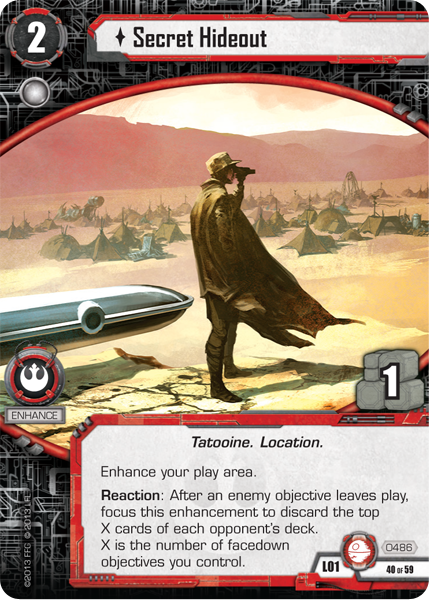 2
Secret Hideout
1
ENHANCE
Tatooine. Location.
Enhance your play area.
Reaction: After an enemy objective leaves play,
focus this enhancement to discard the top
X cards of each opponent's deck.
X is the number of facedown
objectives you control.
©2013 FFG ©2013 LFL
0486
L01
40 OF 59